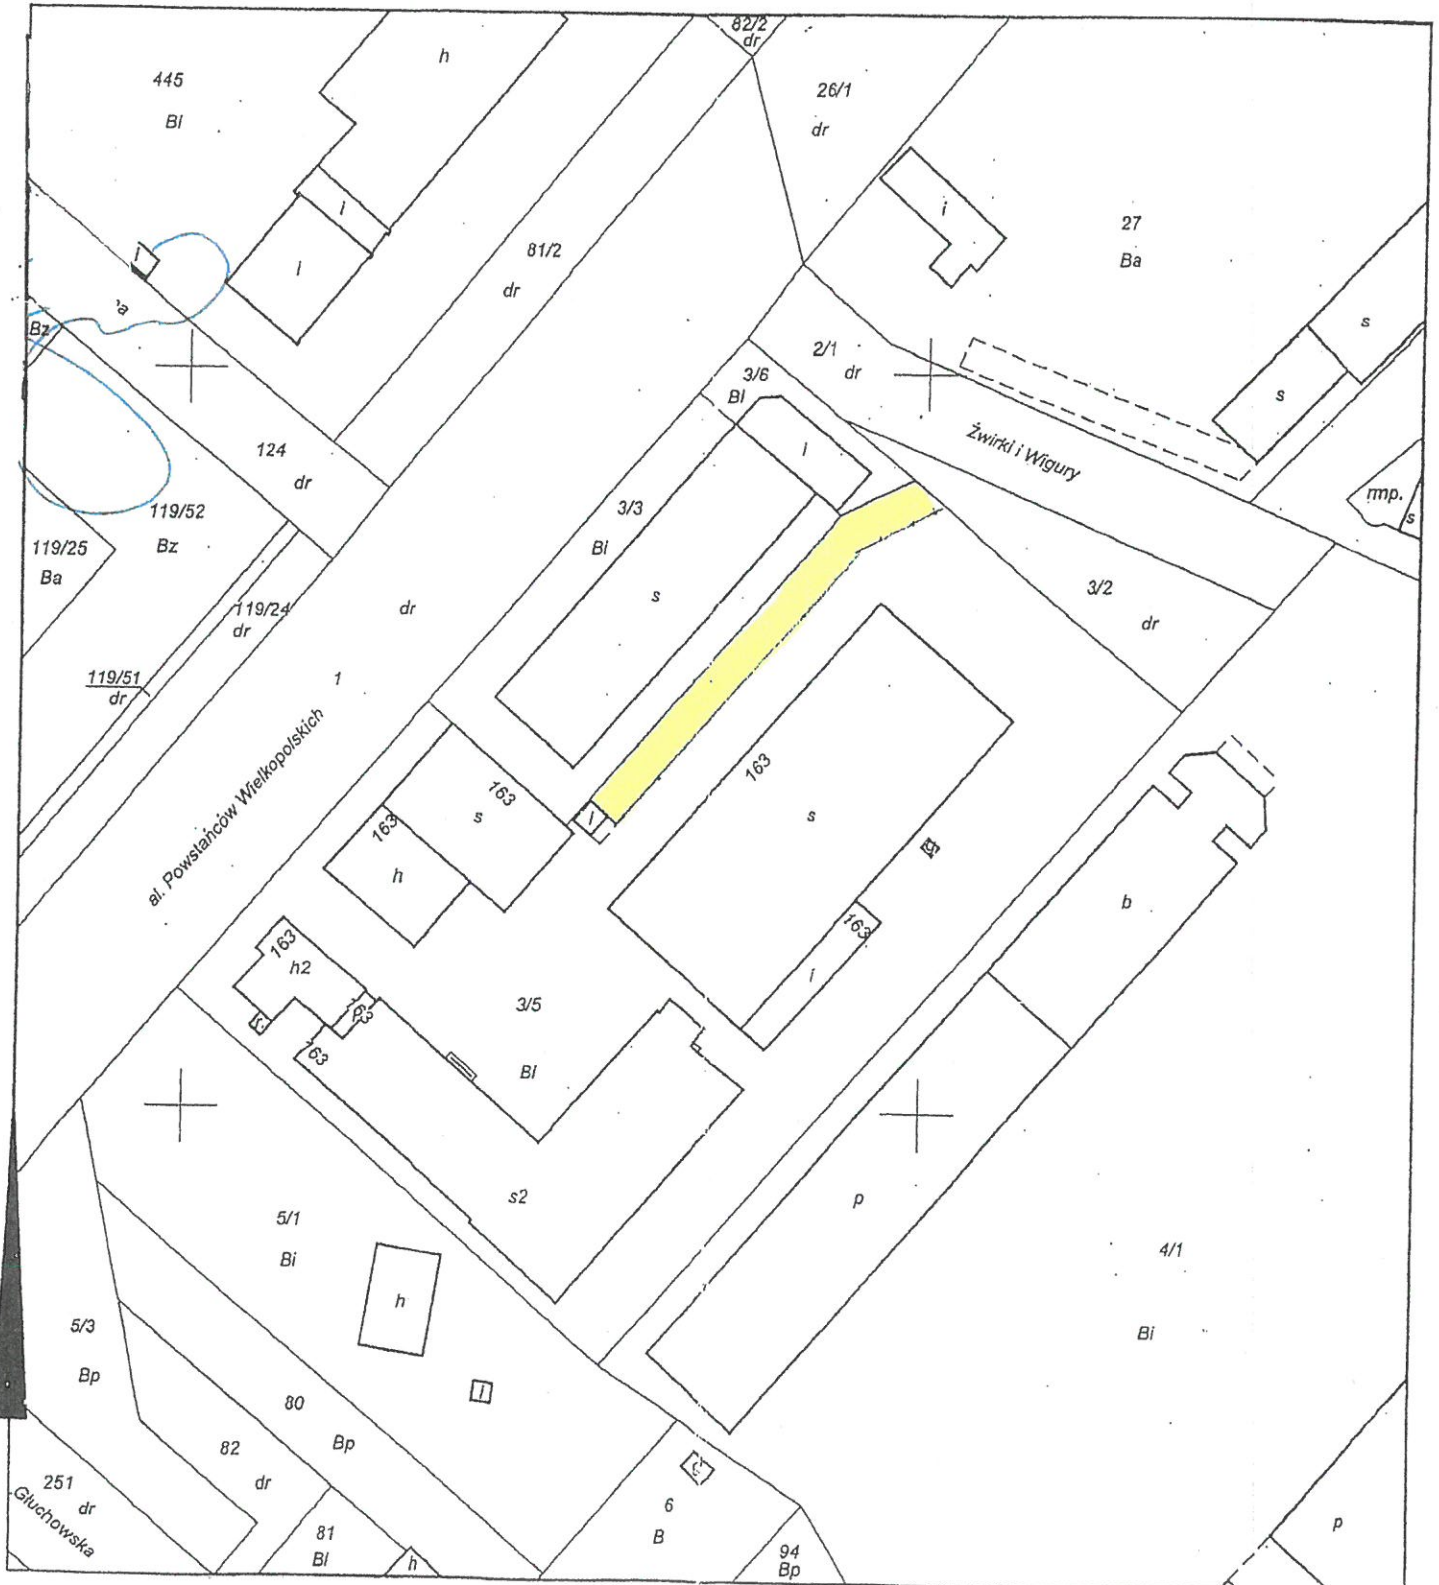 82/2
dr
h
445
Bl
26/1
dr
i
27
Ba
l
81/2
dr
l
l
s
Bz
2/1
dr
3/6
Bl
s
l
Żwirki i Wigury
124
dr
rmp.
s
3/3
Bi
119/52
Bz
119/25
Ba
s
3/2
dr
119/24
dr
dr
119/51
dr
1
al. Powstańców Wielkopolskich
163
163
s
163
l
s
h
g
b
163
163
h2
i
163
3/5
Bl
s2
p
5/1
Bi
4/1
Bi
h
5/3
Bp
80
Bp
i
82
dr
251
dr
Głuchowska
6
B
81
Bl
h
94
Bp
p